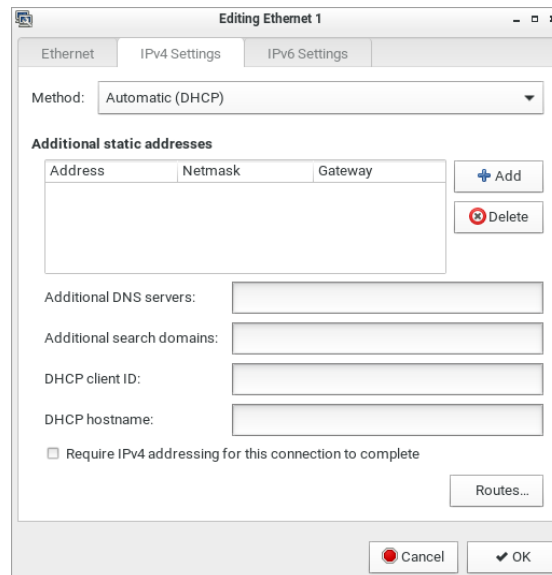 Editing Ethernet 1
Ethernet IPv4 Settings IPv6 Settings
Method: Automatic (DHCP)
Additional static addresses
Address Netmask Gateway
Add
Delete
Additional DNS servers:
Additional search domains:
DHCP client ID:
DHCP hostname:
Require IPv4 addressing for this connection to complete
Routes...
Cancel OK